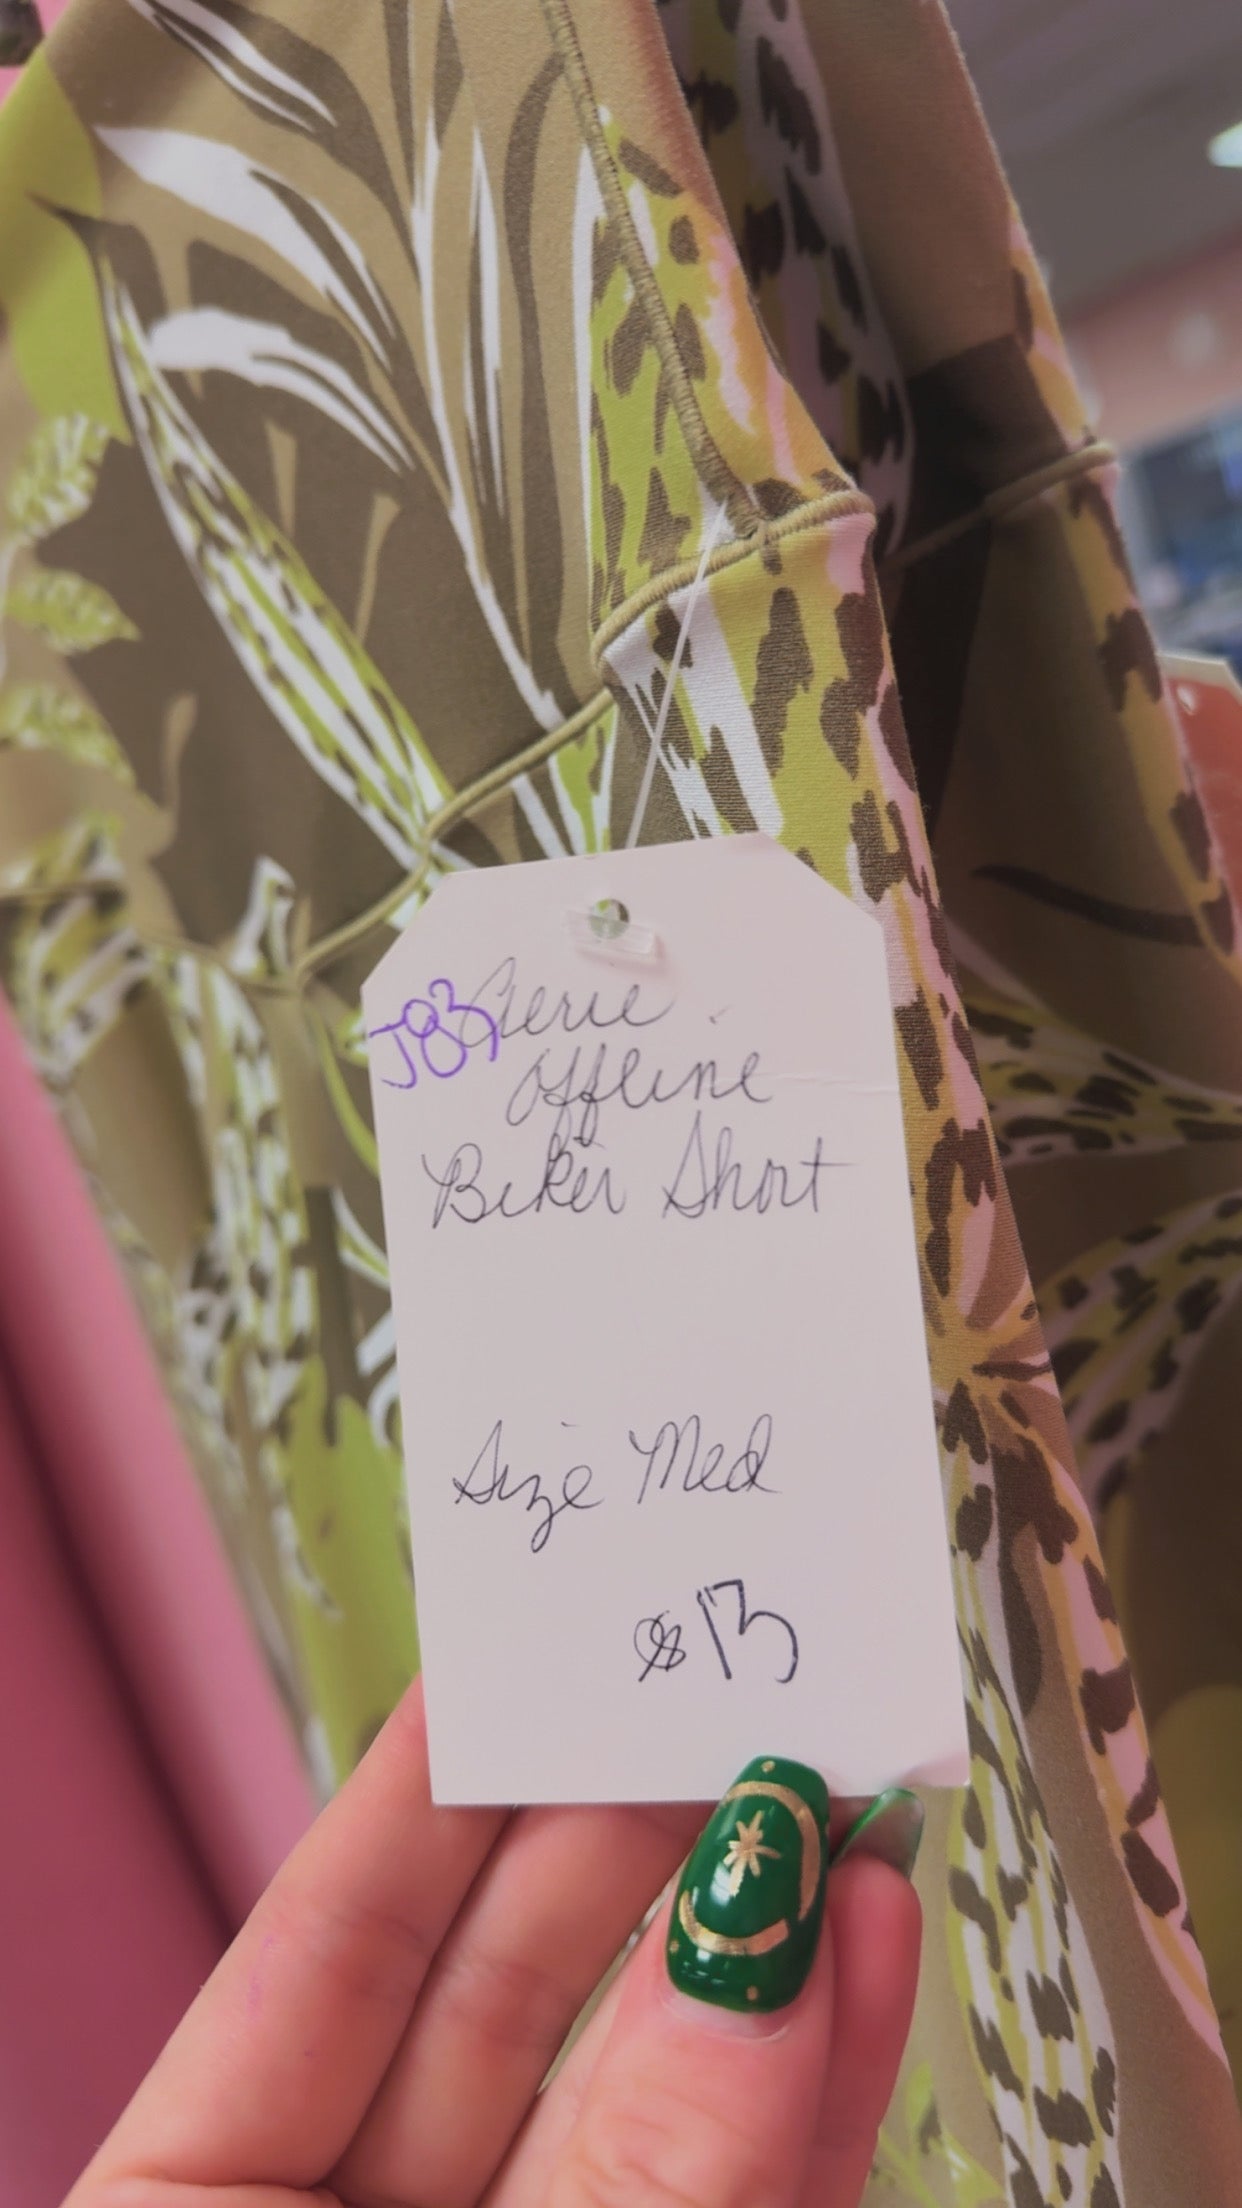 J83 Aerie
Offline
Biker Short
Size Med
$13